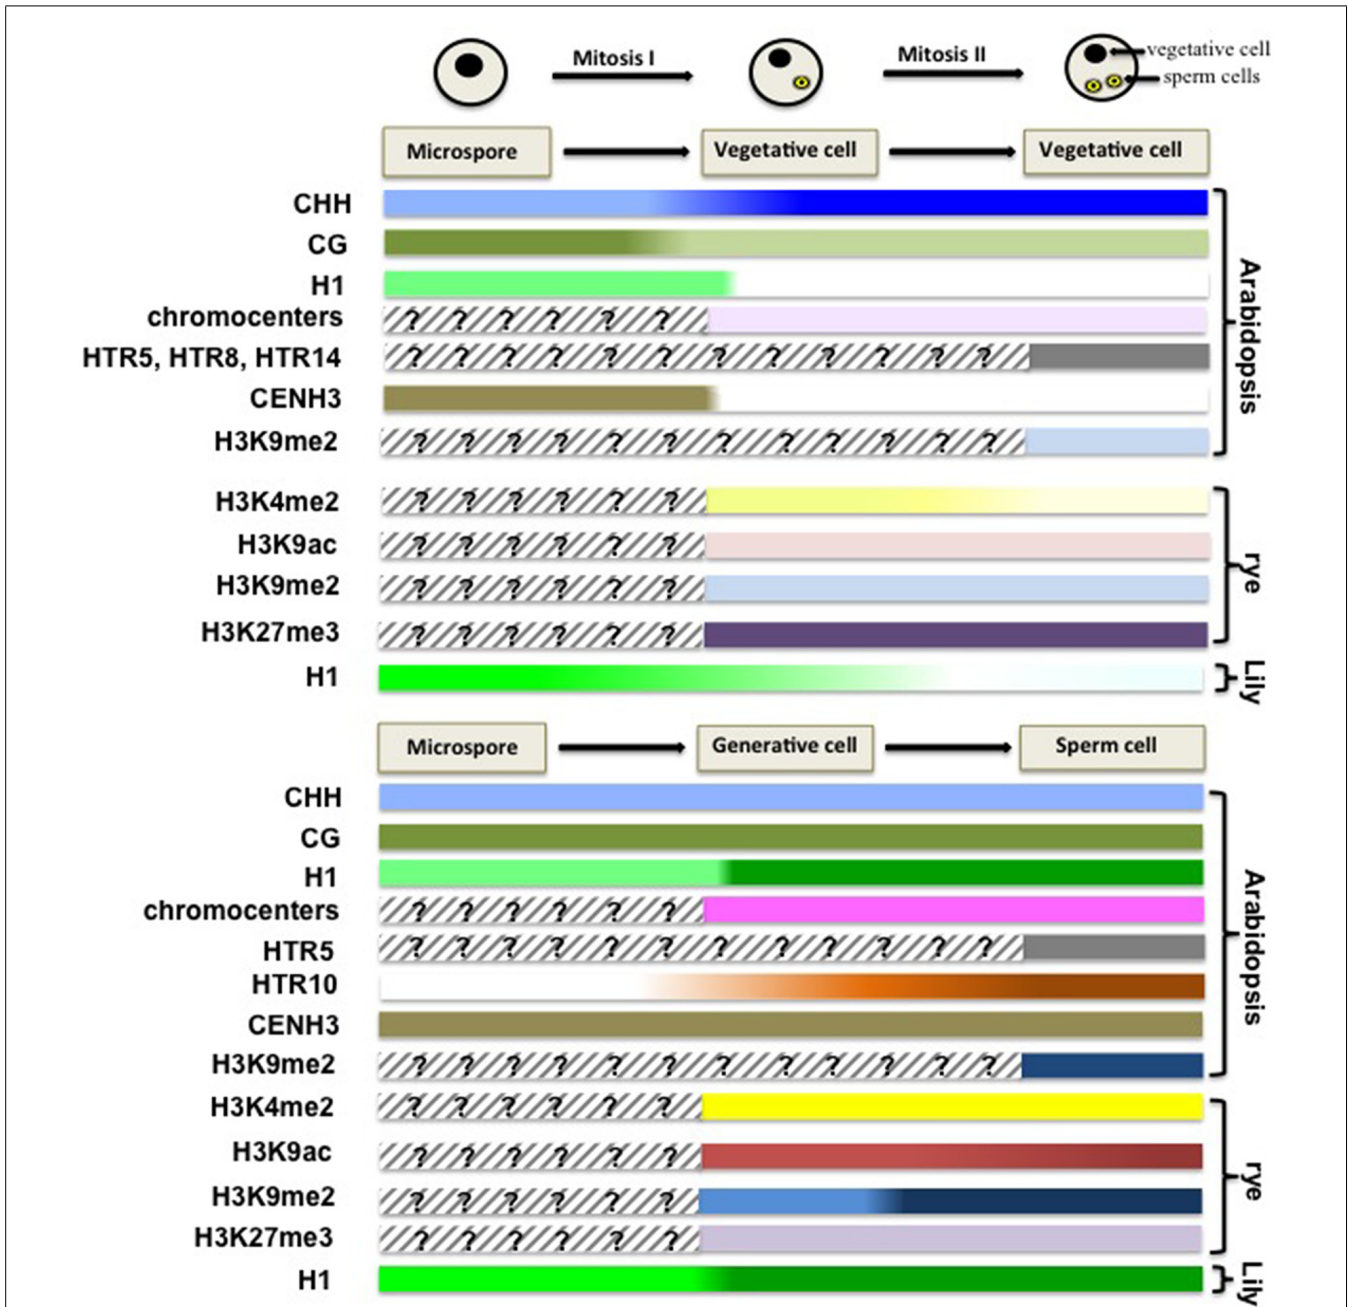 Mitosis I
Mitosis II
vegetative cell
sperm cells
Microspore
Vegetative cell
Vegetative cell
CHH
CG
H1
chromocenters
? ? ? ? ? ?
HTR5, HTR8, HTR14
? ? ? ? ? ? ? ? ? ? ? ?
CENH3
H3K9me2
? ? ? ? ? ? ? ? ? ? ? ?
Arabidopsis
H3K4me2
? ? ? ? ? ?
H3K9ac
? ? ? ? ? ?
H3K9me2
? ? ? ? ? ?
H3K27me3
? ? ? ? ? ?
rye
H1
Lily
Microspore
Generative cell
Sperm cell
CHH
CG
H1
chromocenters
? ? ? ? ? ?
HTR5
? ? ? ? ? ? ? ? ? ? ? ?
HTR10
CENH3
H3K9me2
? ? ? ? ? ? ? ? ? ? ? ?
Arabidopsis
H3K4me2
? ? ? ? ? ?
H3K9ac
? ? ? ? ? ?
H3K9me2
? ? ? ? ? ?
H3K27me3
? ? ? ? ? ?
rye
H1
Lily